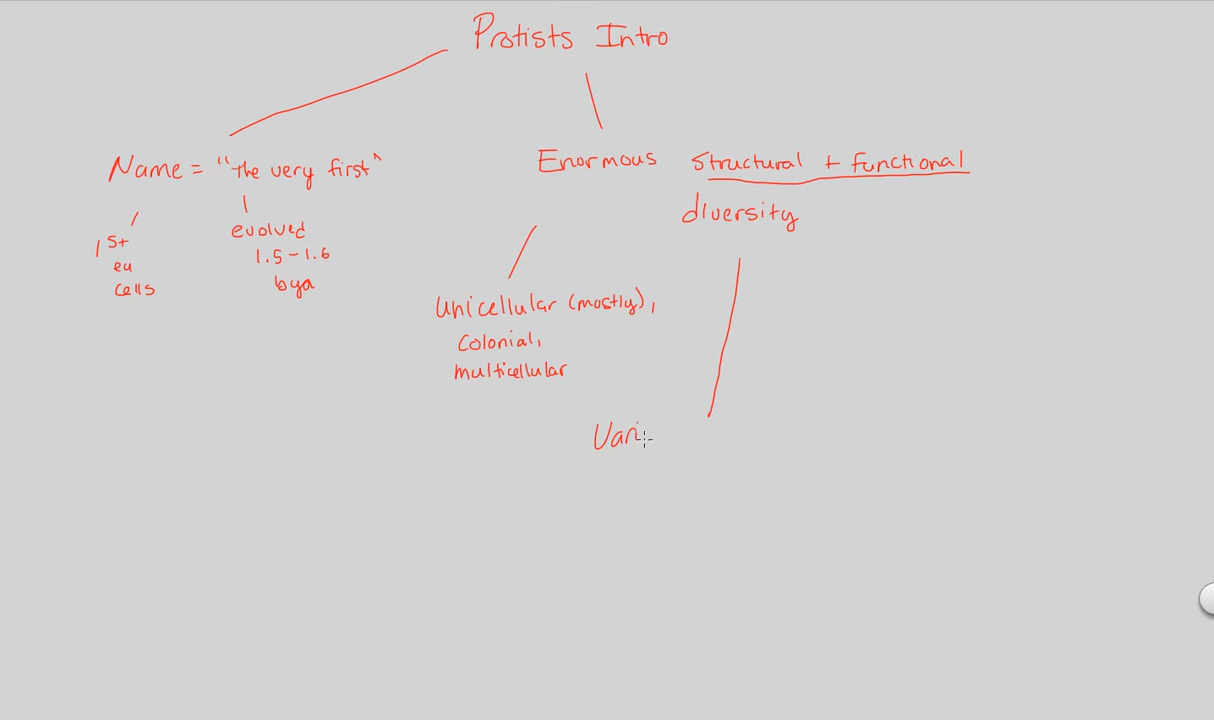 Protists Intro
Name = "the very first"
Enormous structural + functional
diversity
1st
eu
cells
evolved
1.5-1.6
bya
Unicellular (mostly),
colonial,
multicellular
Vari